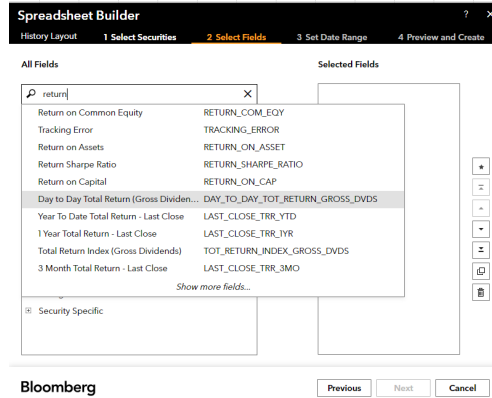 Spreadsheet Builder ? ×
History Layout 1 Select Securities 2 Select Fields 3 Set Date Range 4 Preview and Create
All Fields Selected Fields
return
Return on Common Equity RETURN_COM_EQY
Tracking Error TRACKING_ERROR
Return on Assets RETURN_ON_ASSET
Return Sharpe Ratio RETURN_SHARPE_RATIO
Return on Capital RETURN_ON_CAP
Day to Day Total Return (Gross Dividen... DAY_TO_DAY_TOT_RETURN_GROSS_DVDS
Year To Date Total Return - Last Close LAST_CLOSE_TRR_YTD
1 Year Total Return - Last Close LAST_CLOSE_TRR_1YR
Total Return Index (Gross Dividends) TOT_RETURN_INDEX_GROSS_DVDS
3 Month Total Return - Last Close LAST_CLOSE_TRR_3MO
Show more fields...
Security Specific
Bloomberg Previous Next Cancel